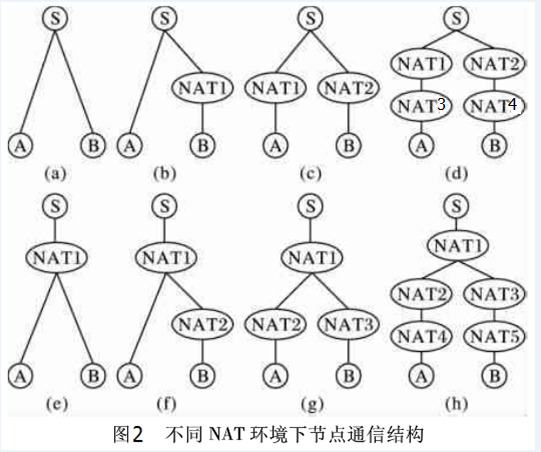 S S S S
NAT1 NAT2
NAT1 NAT1 NAT2 NAT3 NAT4
A B A B A B A B
(a) (b) (c) (d)
S S S S
NAT1 NAT1 NAT1 NAT1
NAT2 NAT2 NAT3 NAT2 NAT3
NAT4 NAT5
A B A B A B A B
(e) (f) (g) (h)
图2 不同 NAT 环境下节点通信结构